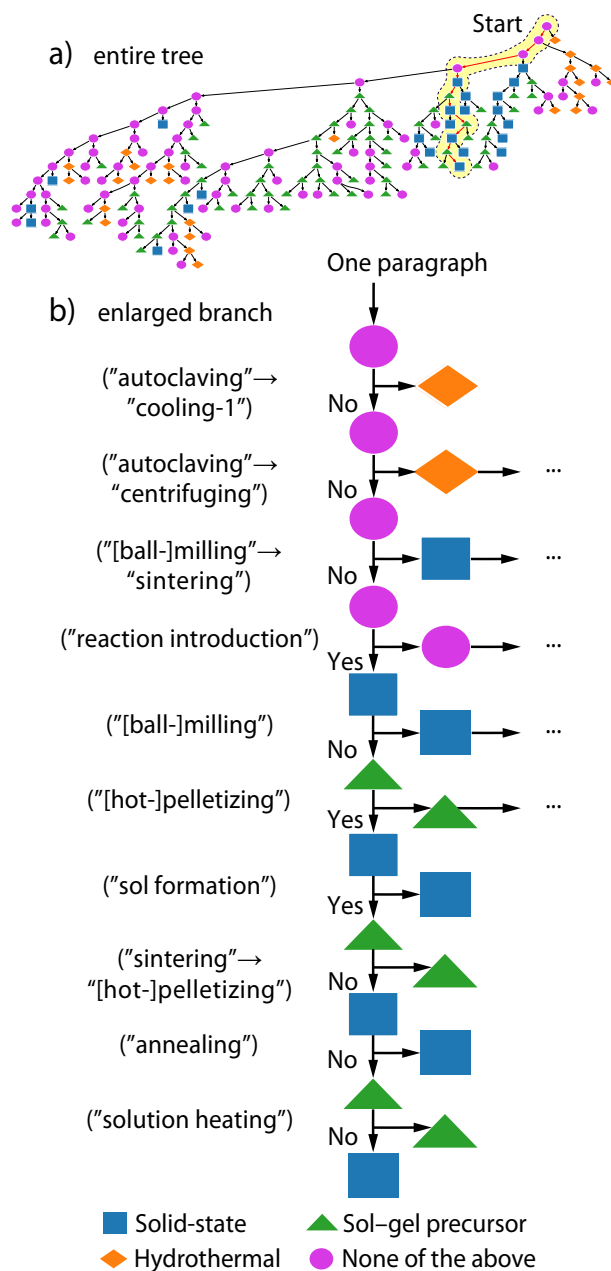 Start
a) entire tree
One paragraph
b) enlarged branch
("autoclaving"→
"cooling-1")
No
("autoclaving"→
“centrifuging”)
No
...
("[ball-]milling"→
“sintering”)
No
...
("reaction introduction")
Yes
...
("[ball-]milling")
No
...
("[hot-]pelletizing")
Yes
...
("sol formation")
Yes
("sintering"→
“[hot-]pelletizing")
No
("annealing")
No
("solution heating")
No
Solid-state
Sol–gel precursor
Hydrothermal
None of the above